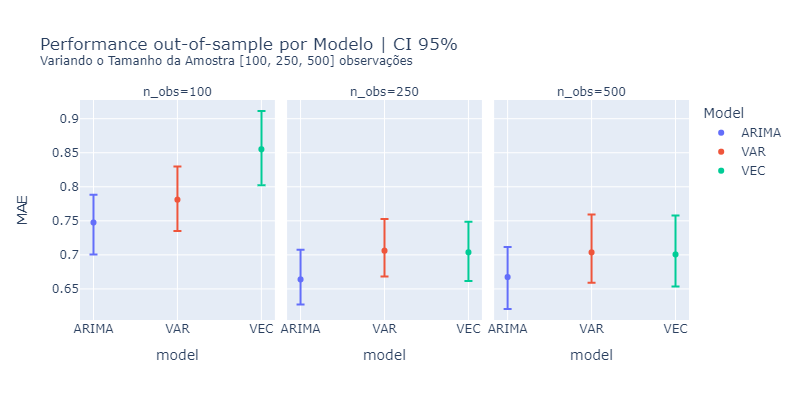 Performance out-of-sample por Modelo | CI 95%
Variando o Tamanho da Amostra [100, 250, 500] observações
n_obs=100 n_obs=250 n_obs=500
Model
ARIMA
VAR
VEC
MAE
0.9
0.85
0.8
0.75
0.7
0.65
ARIMA VAR VEC ARIMA VAR VEC ARIMA VAR VEC
model model model